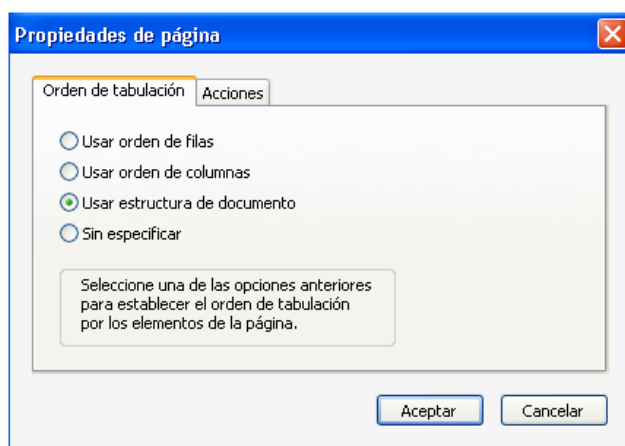 Propiedades de página
Orden de tabulación
Acciones
Usar orden de filas
Usar orden de columnas
Usar estructura de documento
Sin especificar
Seleccione una de las opciones anteriores
para establecer el orden de tabulación
por los elementos de la página.
Aceptar
Cancelar